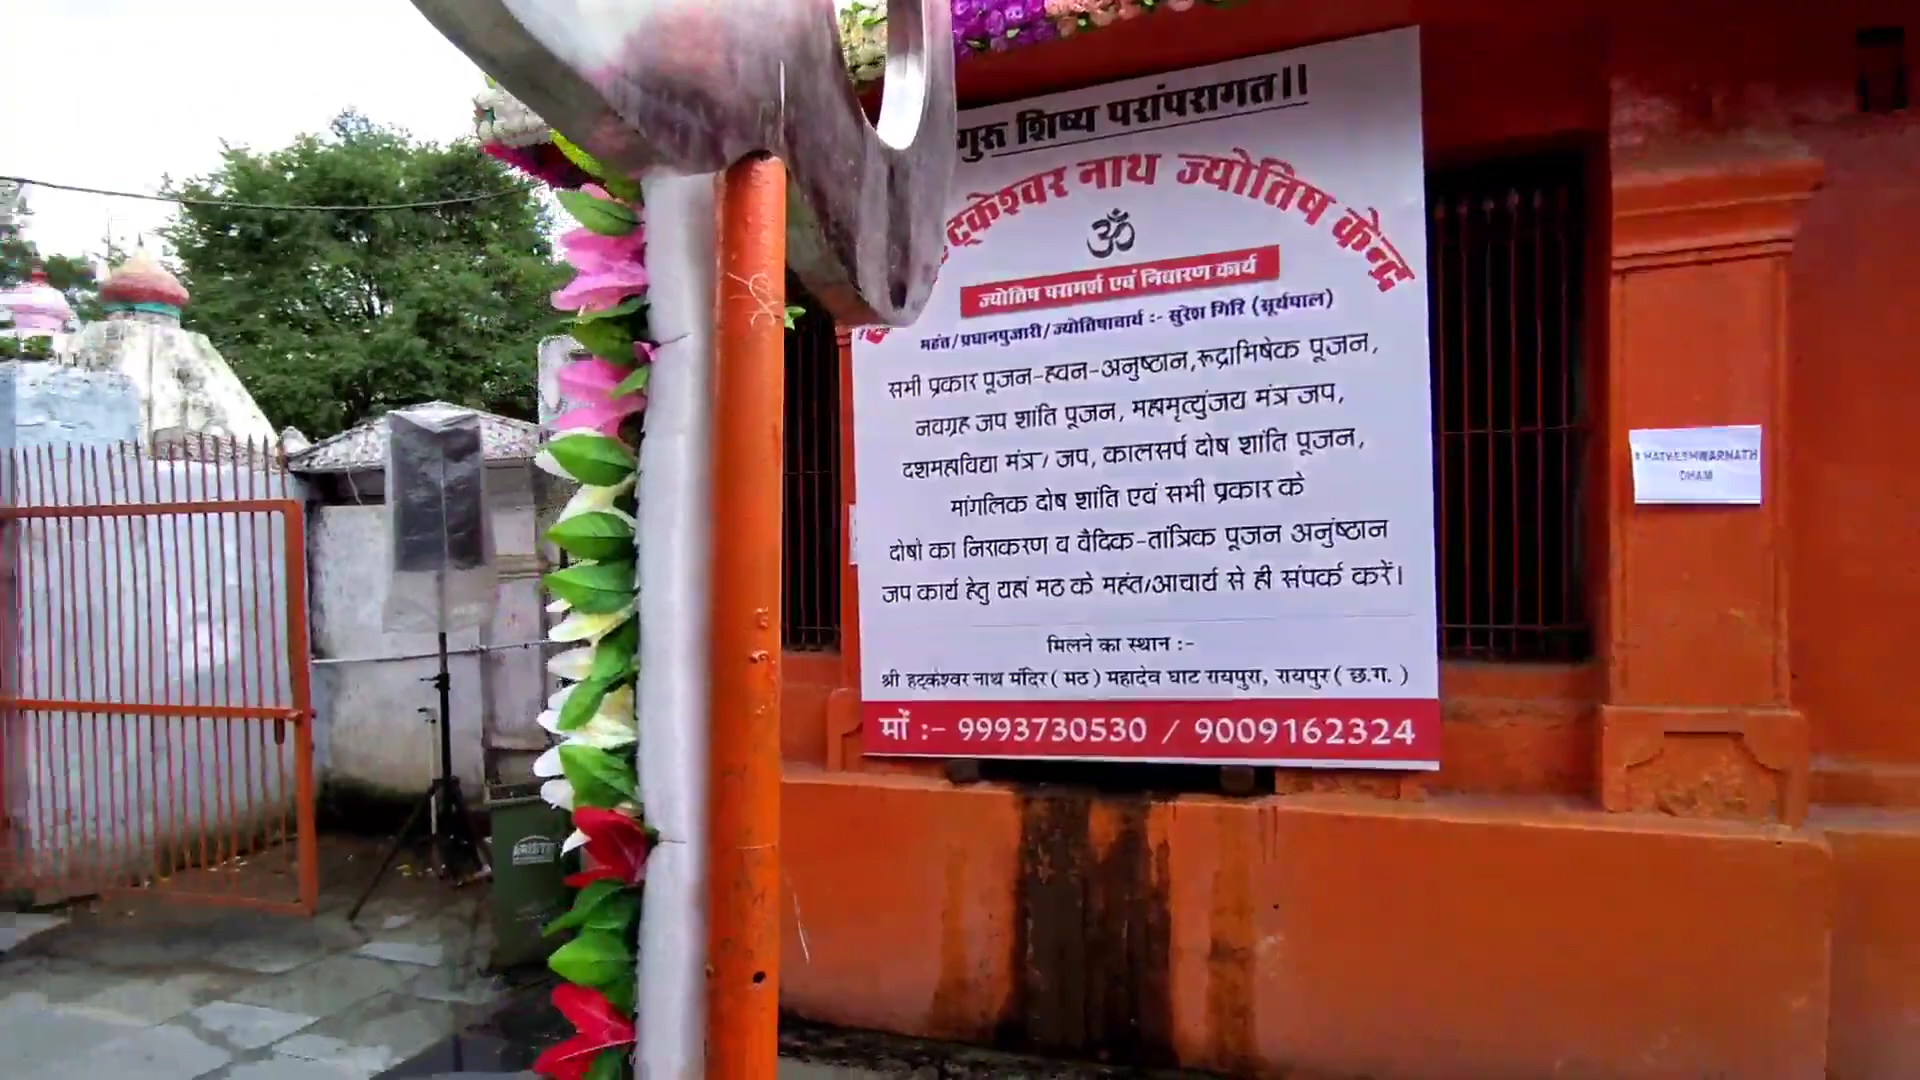 गुरु शिष्य परांपरागत।।
ट्केश्वर नाथ ज्योतिष केन्द्र
ॐ
ज्योतिष परामर्श एवं निवारण कार्य
महंत/प्रधानपुजारी/ज्योतिषाचार्य :- सुरेश गिरि (सूर्यपाल)
सभी प्रकार पूजन-हवन-अनुष्ठान,रूद्राभिषेक पूजन,
नवग्रह जप शांति पूजन, महामृत्युंजय मंत्र जप,
दशमहाविद्या मंत्र/ जप, कालसर्प दोष शांति पूजन,
मांगलिक दोष शांति एवं सभी प्रकार के
दोषो का निराकरण व वैदिक-तांत्रिक पूजन अनुंष्ठान
जप कार्य हेतु यहां मठ के महंत/आचार्य से ही संपर्क करें।
मिलने का स्थान :-
श्री हट्केश्वर नाथ मंदिर ( मठ ) महादेव घाट रायपुरा, रायपुर ( छ.ग. )
मों :- 9993730530 / 9009162324
HATKESHWARNATH
DHAM